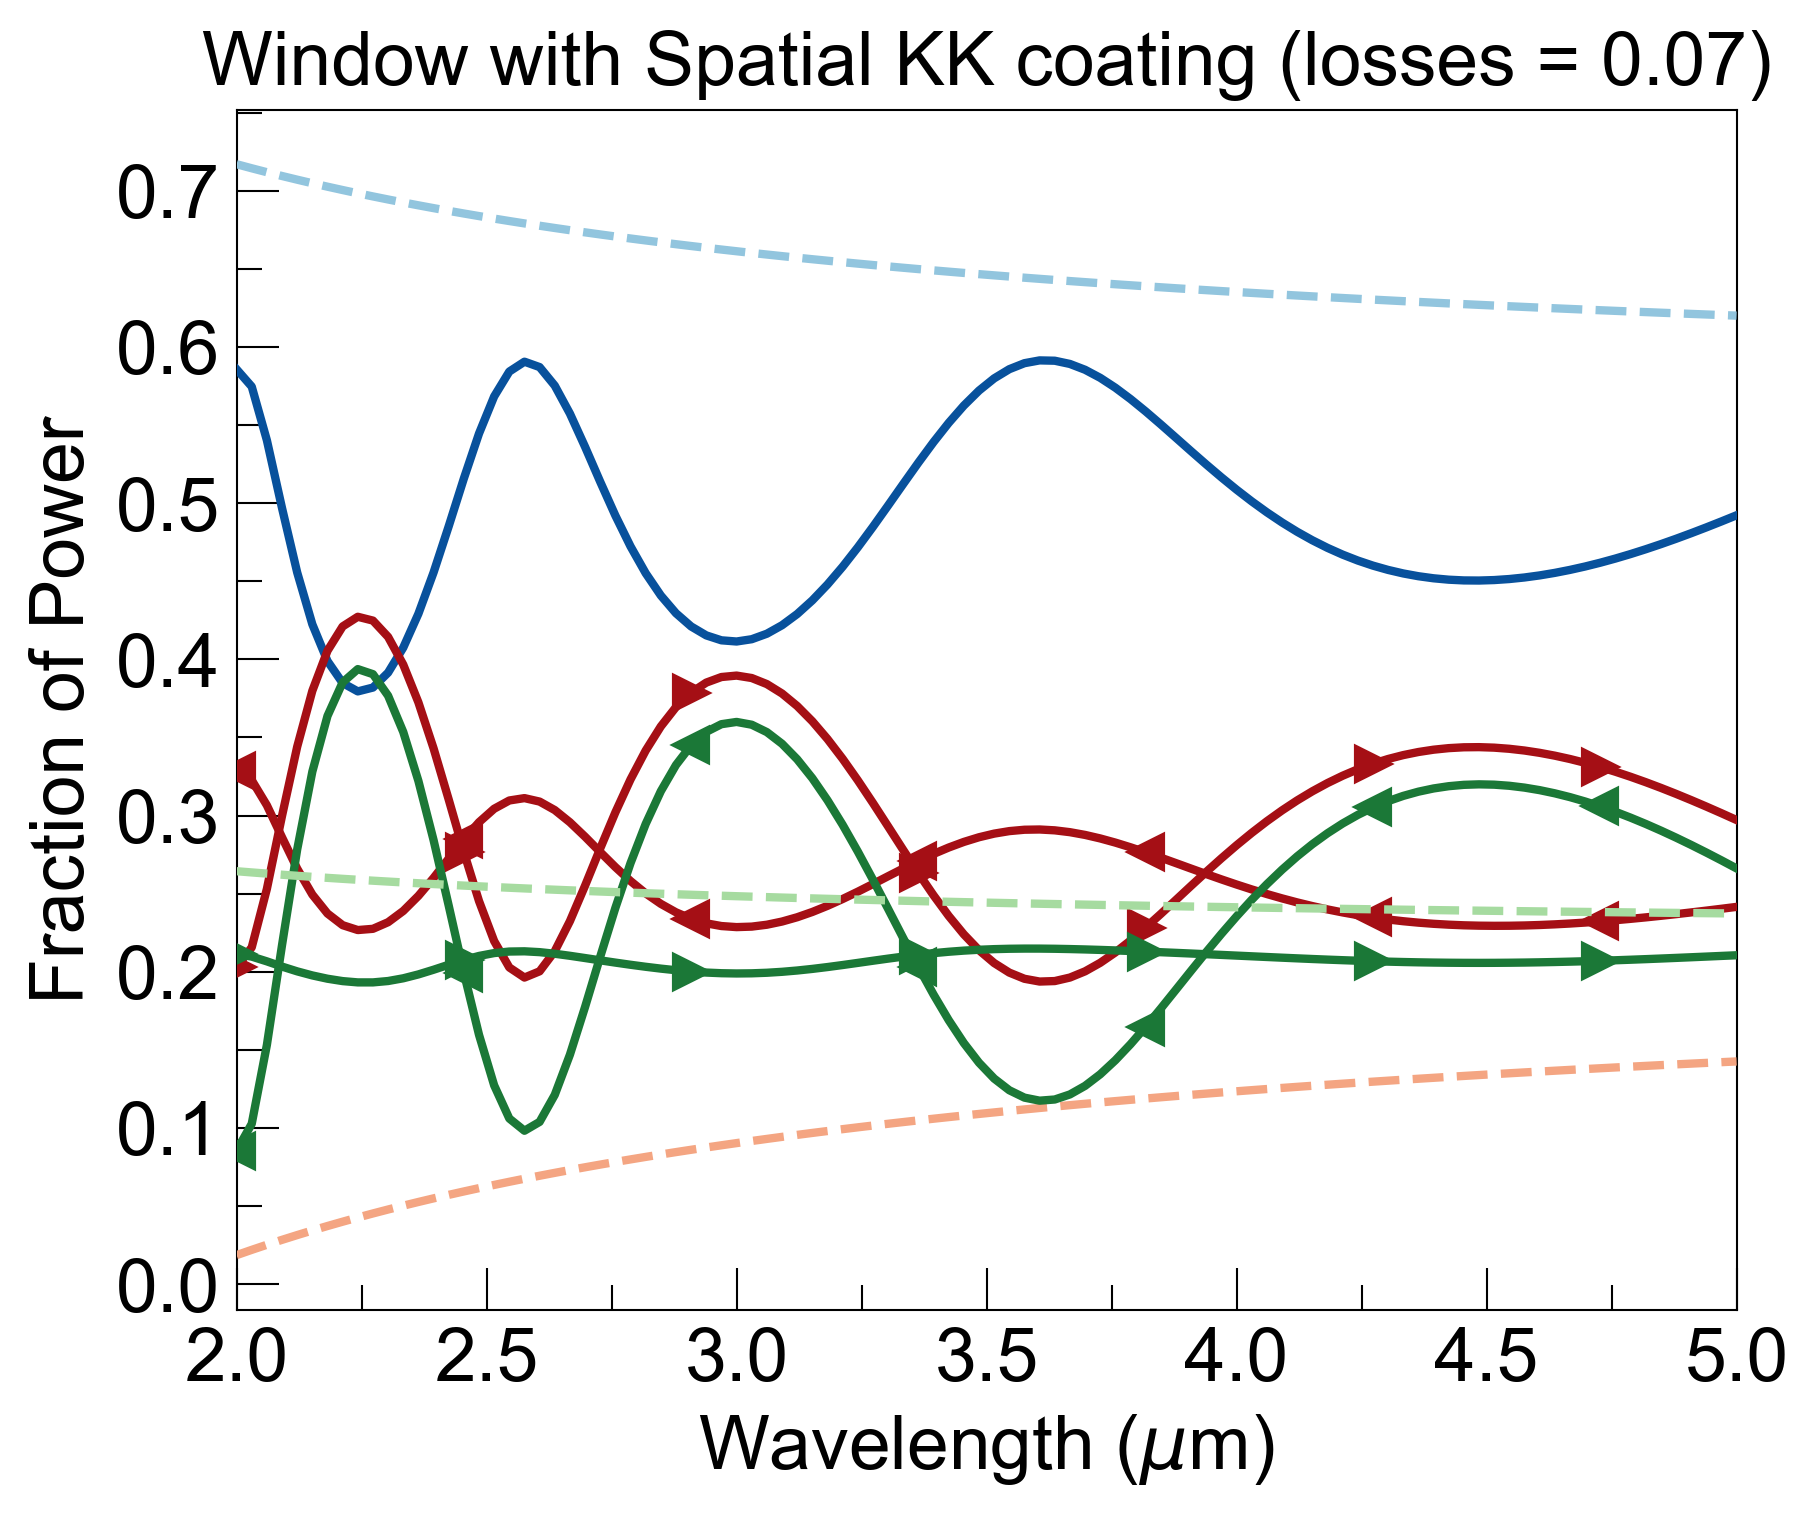 Window with Spatial KK coating (losses = 0.07)
Fraction of Power
0.7
0.6
0.5
0.4
0.3
0.2
0.1
0.0
2.0 2.5 3.0 3.5 4.0 4.5 5.0
Wavelength (μm)